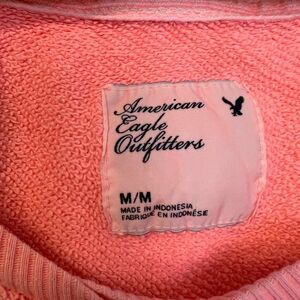 American
Eagle
Outfitters
M/M
MADE IN INDONESIA
FABRIQUÉ EN INDONÉSIE